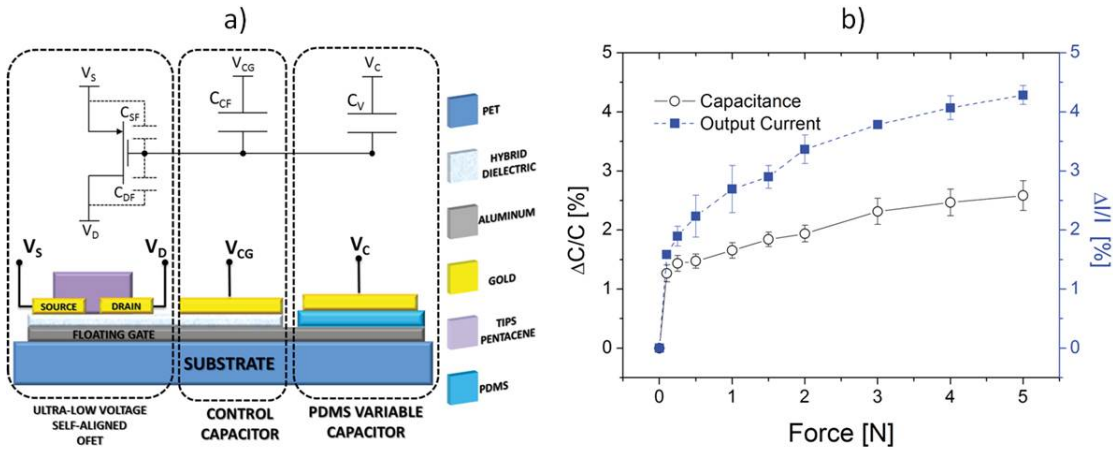 a)
V_S
C_SF
C_DF
V_D
V_CG
C_CF
V_C
C_V
V_S
V_D
V_CG
V_C
SOURCE
DRAIN
FLOATING GATE
SUBSTRATE
ULTRA-LOW VOLTAGE
SELF-ALIGNED
OFET
CONTROL
CAPACITOR
PDMS VARIABLE
CAPACITOR
PET
HYBRID
DIELECTRIC
ALUMINUM
GOLD
TIPS
PENTACENE
PDMS
b)
Capacitance
Output Current
ΔC/C [%]
5
4
3
2
1
0
0 1 2 3 4 5
Force [N]
5
4
3
2
1
0
ΔI/I [%]